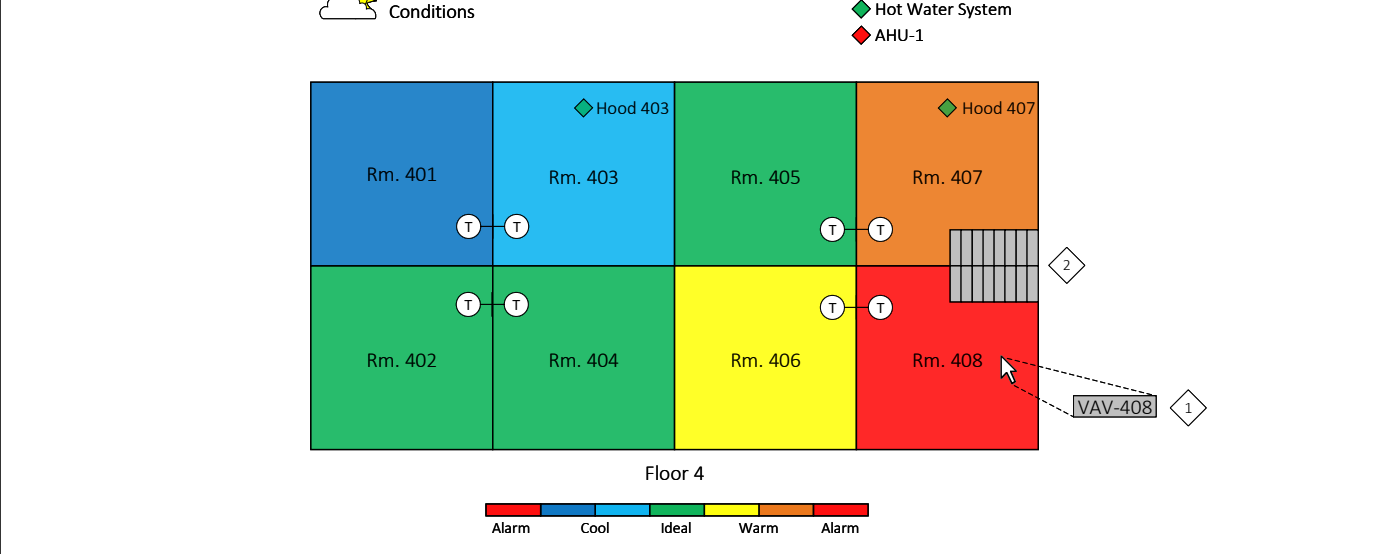 Conditions
Hot Water System
AHU-1
Hood 403
Hood 407
Rm. 401
Rm. 403
Rm. 405
Rm. 407
T T T T
2
T T T T
Rm. 402
Rm. 404
Rm. 406
Rm. 408
VAV-408
1
Floor 4
Alarm Cool Ideal Warm Alarm